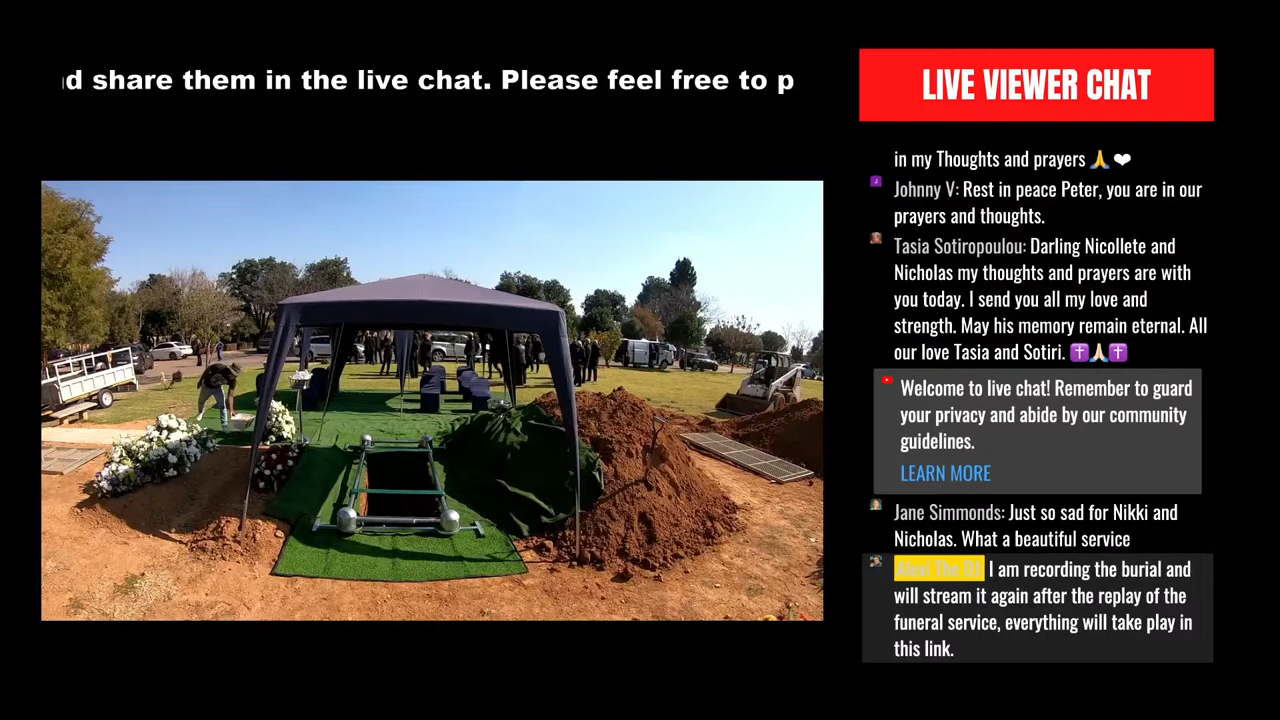 d share them in the live chat. Please feel free to p
LIVE VIEWER CHAT
in my Thoughts and prayers 🙏 ❤
Johnny V: Rest in peace Peter, you are in our
prayers and thoughts.
Tasia Sotiropoulou: Darling Nicollete and
Nicholas my thoughts and prayers are with
you today. I send you all my love and
strength. May his memory remain eternal. All
our love Tasia and Sotiri. ✝️🙏🏻✝️
Welcome to live chat! Remember to guard
your privacy and abide by our community
guidelines.
LEARN MORE
Jane Simmonds: Just so sad for Nikki and
Nicholas. What a beautiful service
Alexi The DJ: I am recording the burial and
will stream it again after the replay of the
funeral service, everything will take play in
this link.